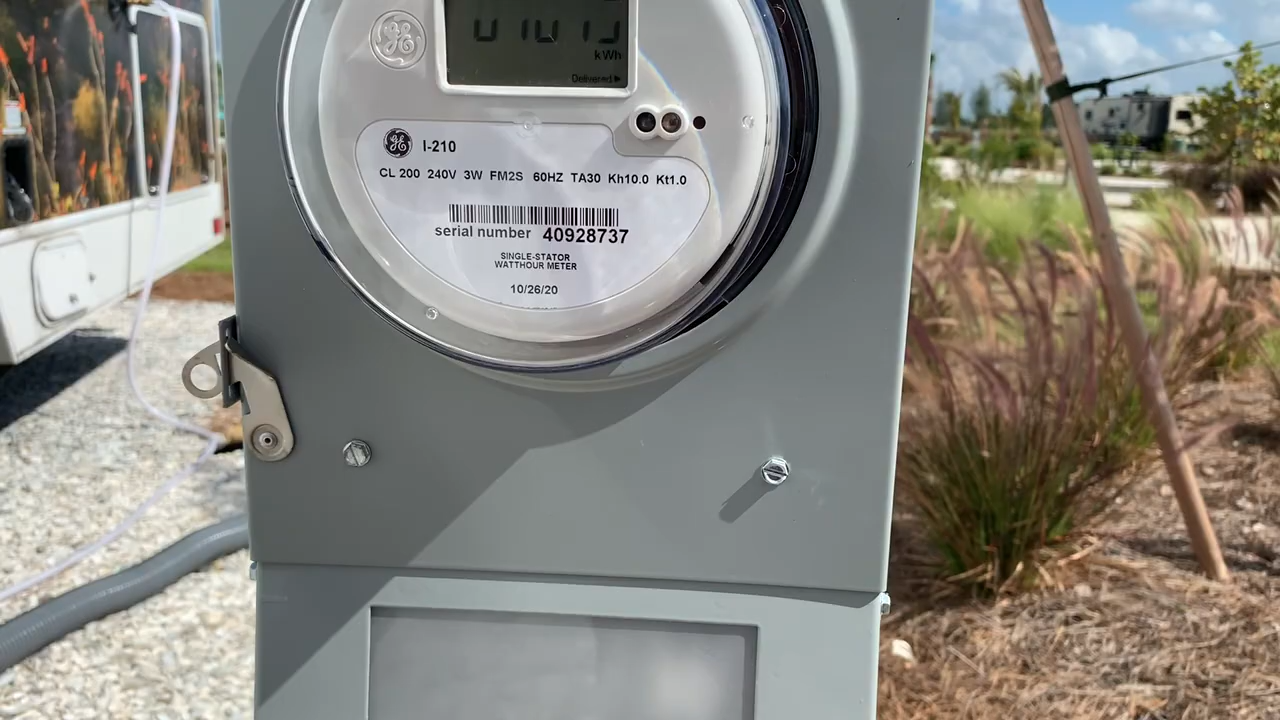 kWh
Delivered ▶
GE
I-210
CL 200 240V 3W FM2S 60HZ TA30 Kh10.0 Kt1.0
serial number 40928737
SINGLE-STATOR
WATTHOUR METER
10/26/20